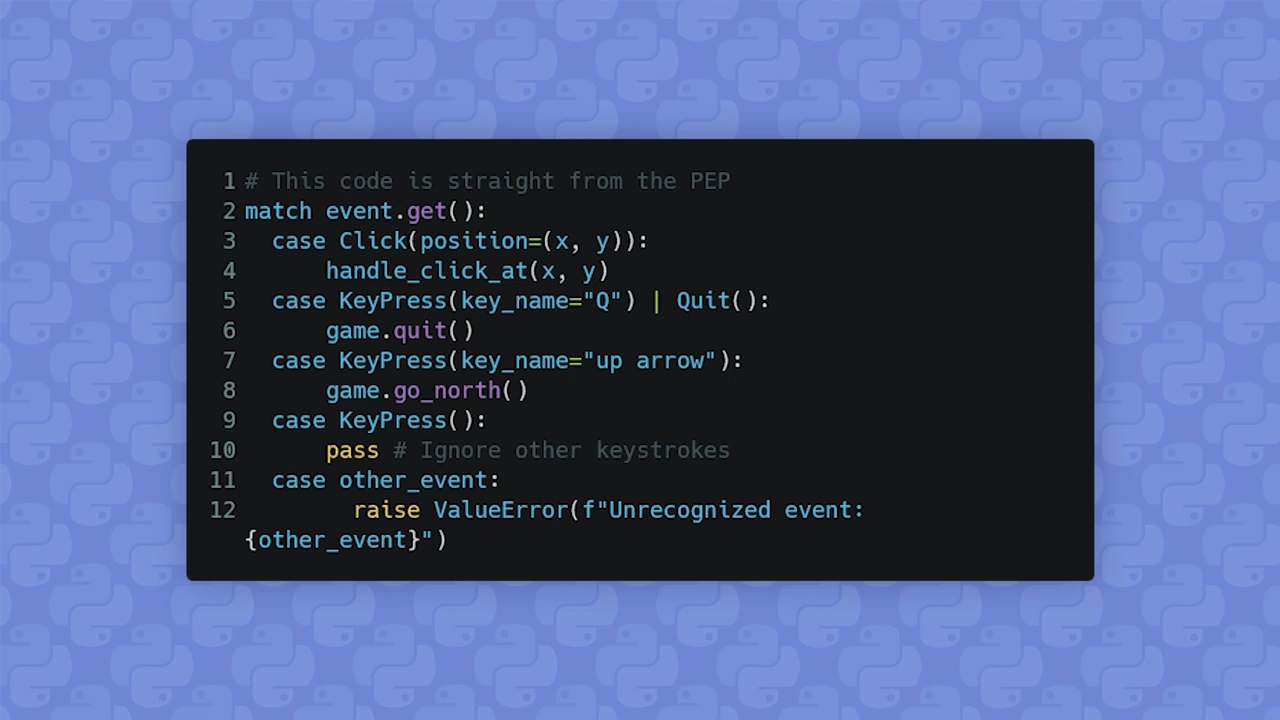 1 # This code is straight from the PEP
2 match event.get():
3   case Click(position=(x, y)):
4       handle_click_at(x, y)
5   case KeyPress(key_name="Q") | Quit():
6       game.quit()
7   case KeyPress(key_name="up arrow"):
8       game.go_north()
9   case KeyPress():
10       pass # Ignore other keystrokes
11   case other_event:
12         raise ValueError(f"Unrecognized event:
{other_event}")